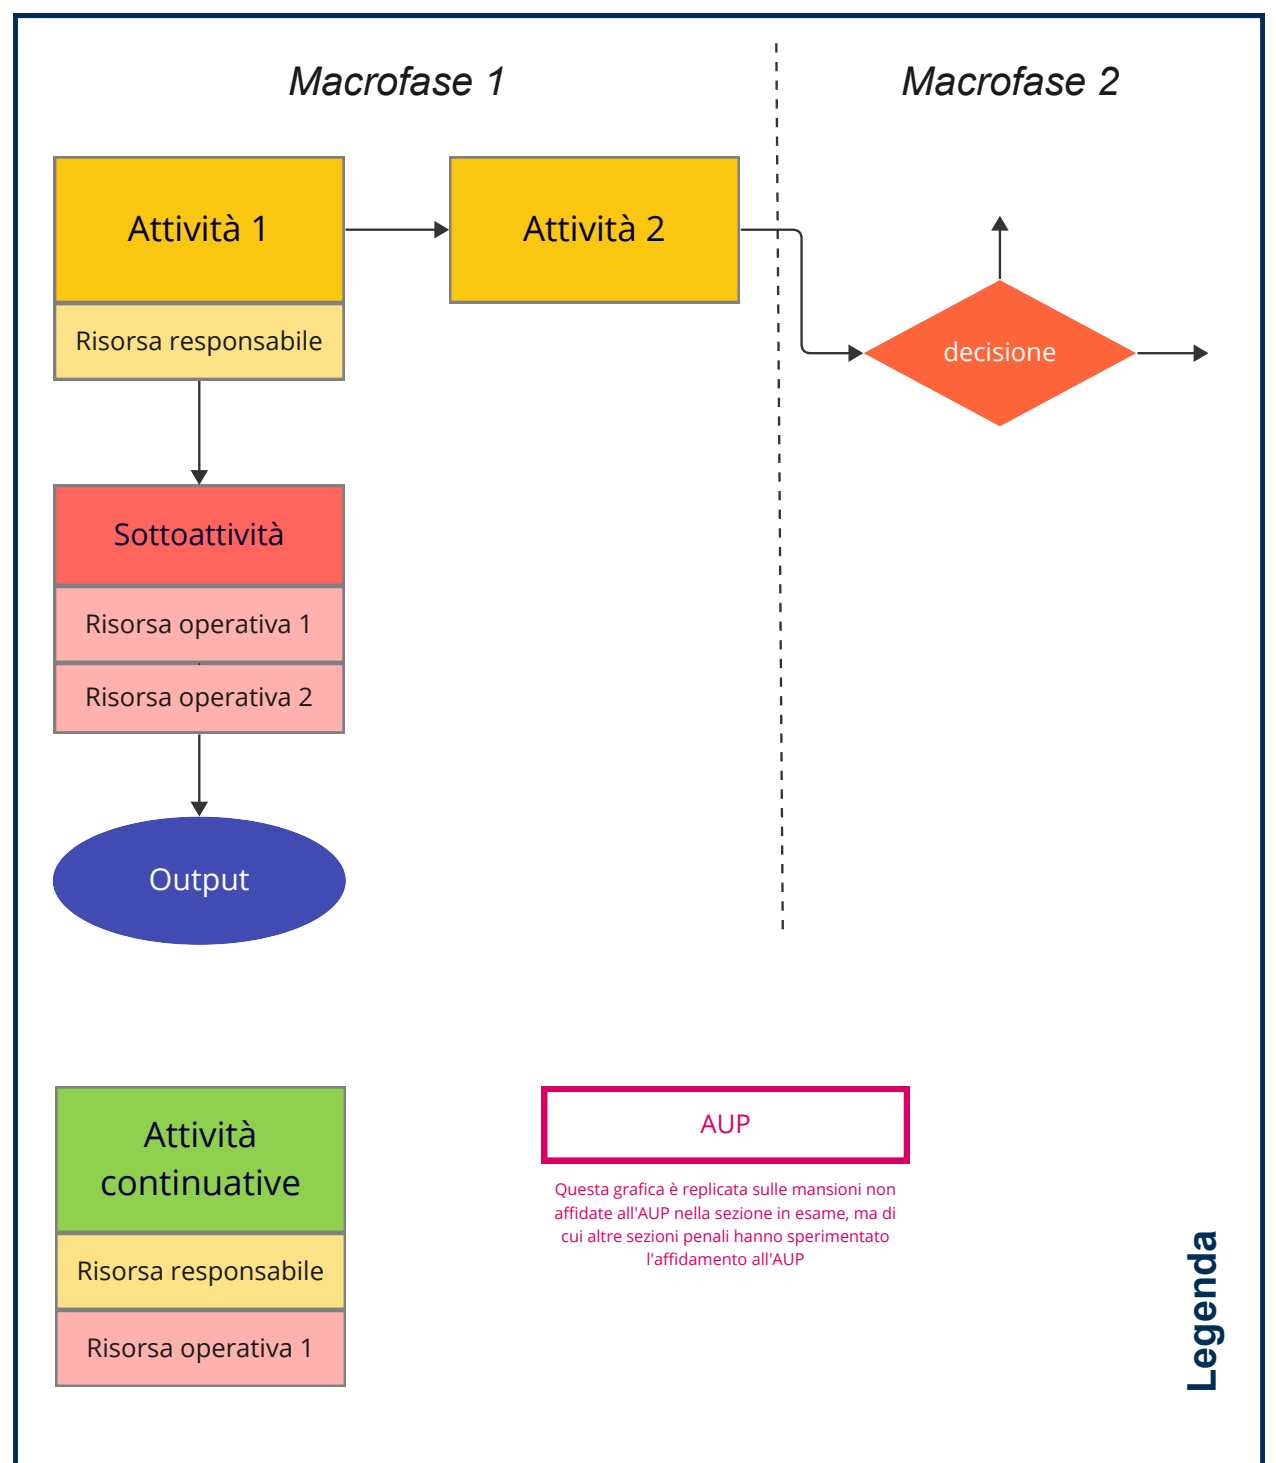 Macrofase 1
Macrofase 2
Attività 1
Attività 2
Risorsa responsabile
decisione
Sottoattività
Risorsa operativa 1
Risorsa operativa 2
Output
Attività
continuative
Risorsa responsabile
Risorsa operativa 1
AUP
Questa grafica è replicata sulle mansioni non
affidate all'AUP nella sezione in esame, ma di
cui altre sezioni penali hanno sperimentato
l'affidamento all'AUP
Legenda